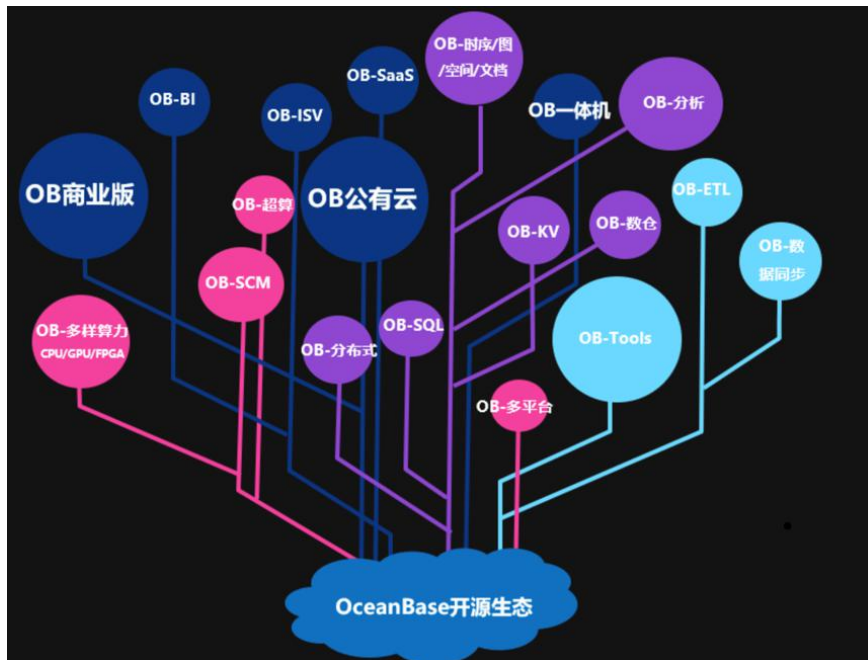 OB-时序/图
/空间/文档
OB-SaaS
OB-BI
OB-ISV
OB一体机
OB-分析
OB商业版
OB公有云
OB-超算
OB-KV
OB-数仓
OB-ETL
OB-数
据同步
OB-SCM
OB-多样算力
CPU/GPU/FPGA
OB-分布式
OB-SQL
OB-Tools
OB-多平台
OceanBase开源生态